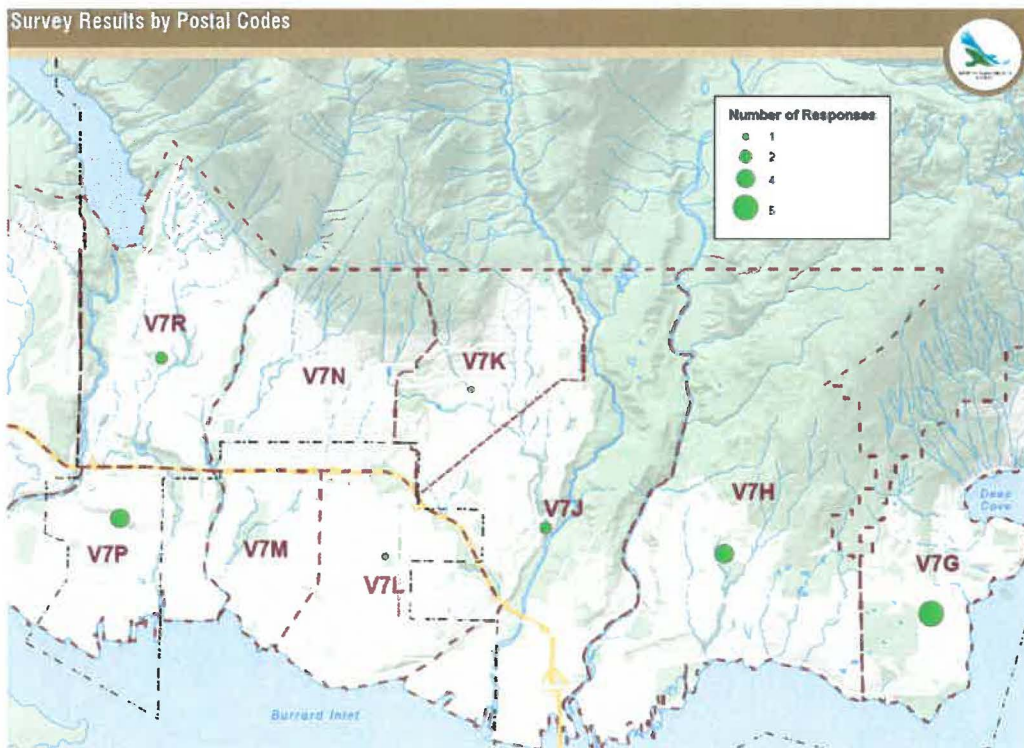 Survey Results by Postal Codes
Number of Responses
1
2
4
5
V7R
V7N
V7K
V7J
V7H
V7P
V7M
V7L
V7G
Deep
Cove
Burrard Inlet